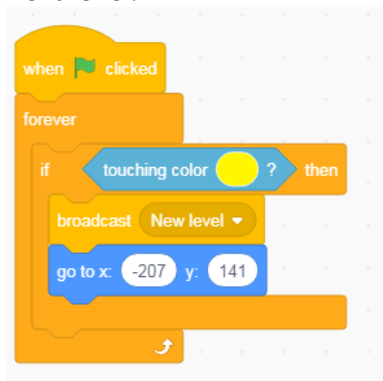 when clicked
forever
if touching color ? then
broadcast New level
go to x: -207 y: 141